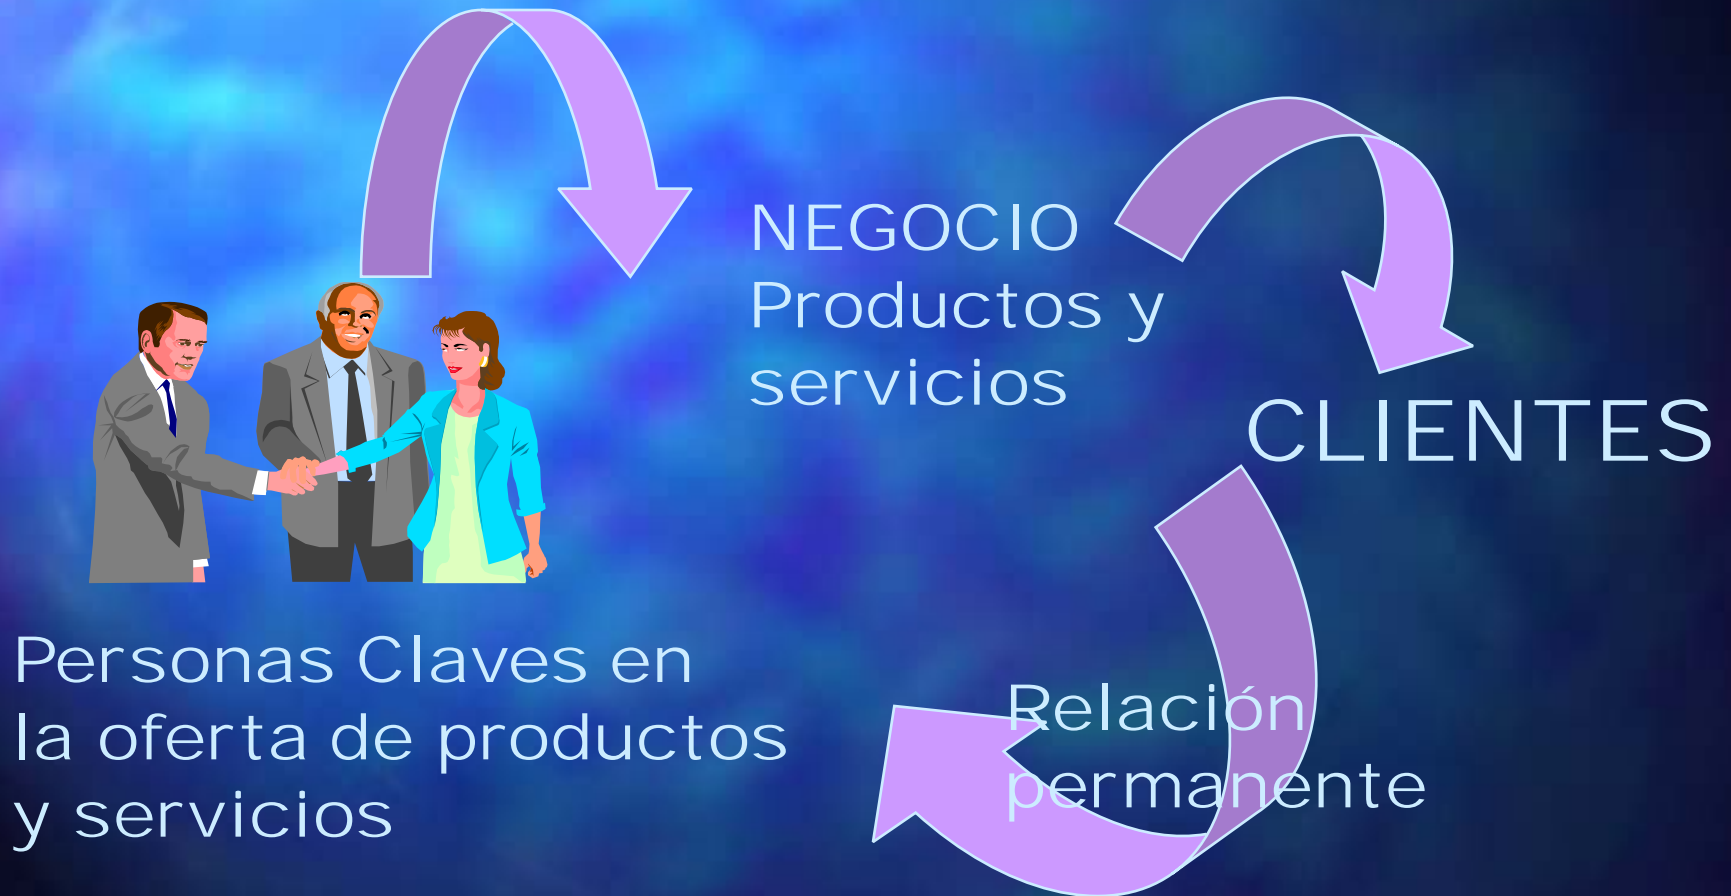 NEGOCIO
Productos y
servicios
CLIENTES
Personas Claves en
la oferta de productos
y servicios
Relación
permanente